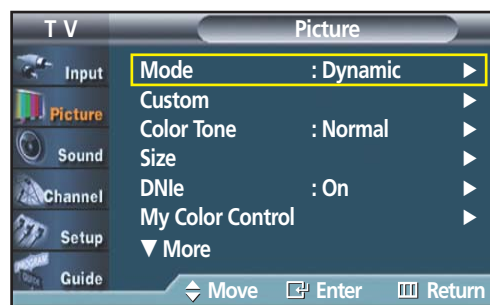 TV
Picture
Input
Picture
Sound
Channel
Setup
Guide
Mode : Dynamic ▶
Custom ▶
Color Tone : Normal ▶
Size ▶
DNIe : On ▶
My Color Control ▶
▼ More
Move Enter Return